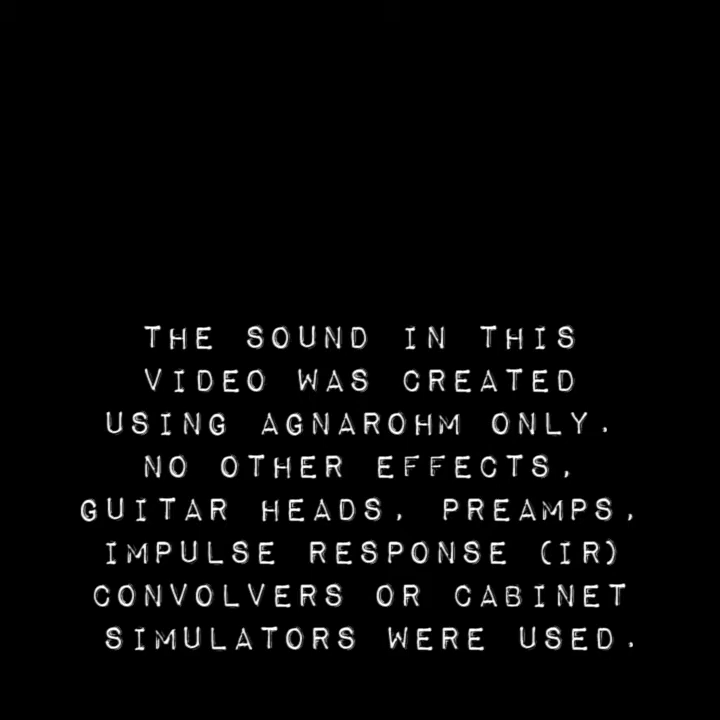 THE SOUND IN THIS
VIDEO WAS CREATED
USING AGNAROHM ONLY.
NO OTHER EFFECTS,
GUITAR HEADS, PREAMPS,
IMPULSE RESPONSE (IR)
CONVOLVERS OR CABINET
SIMULATORS WERE USED.